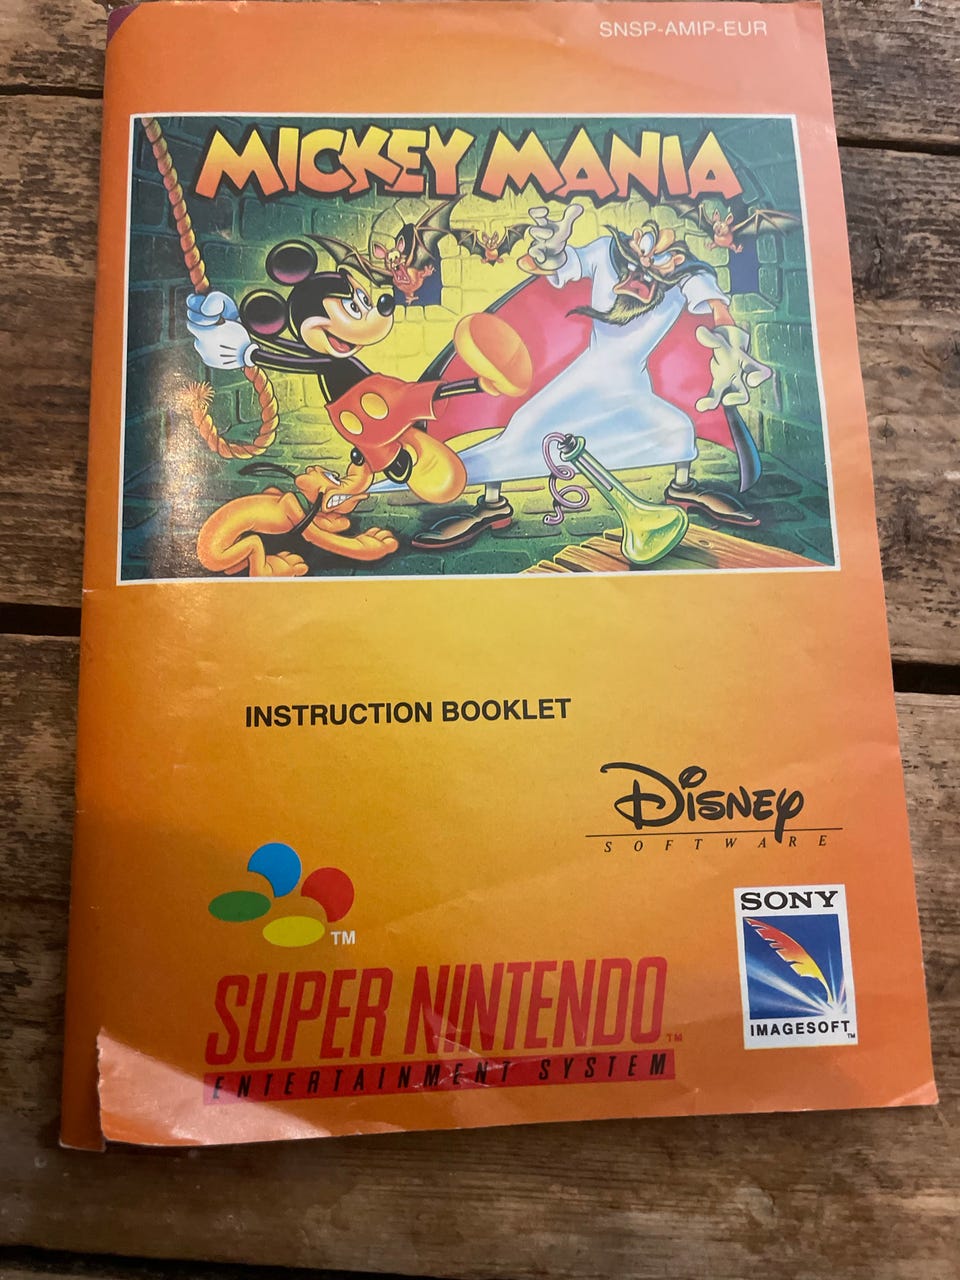 SNSP-AMIP-EUR
MICKEY MANIA
INSTRUCTION BOOKLET
Disney
SOFTWARE
TM
SONY
IMAGESOFT TM
SUPER NINTENDO TM
ENTERTAINMENT SYSTEM